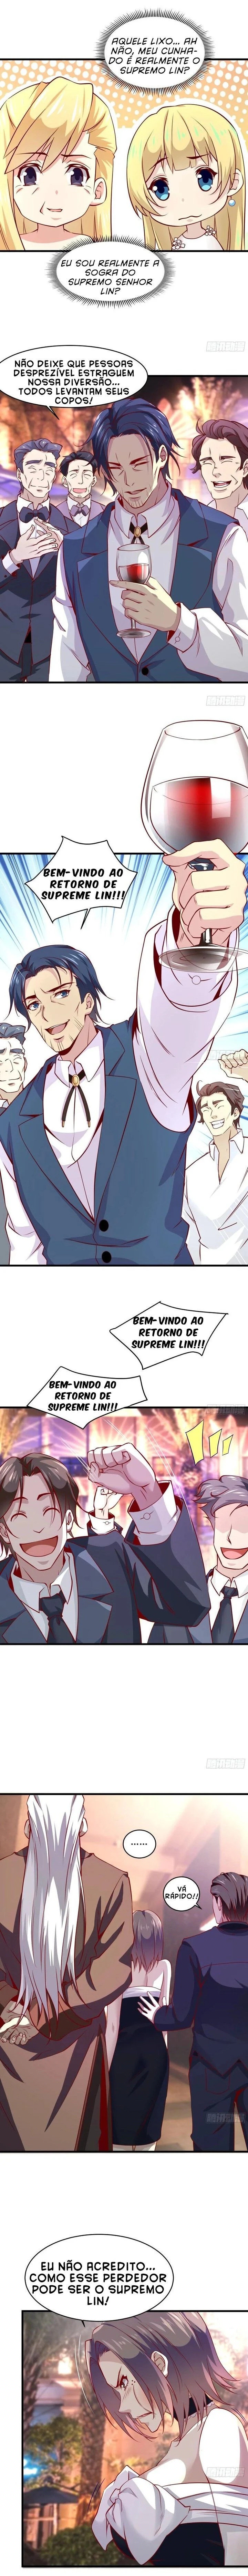 AQUELE LIXO... AH
NÃO, MEU CUNHA-
DO É REALMENTE O
SUPREMO LIN?
EU SOU REALMENTE A
SOGRA DO
SUPREMO SENHOR
LIN?
NÃO DEIXE QUE PESSOAS
DESPREZÍVEL ESTRAGUEM
NOSSA DIVERSÃO...
TODOS LEVANTAM SEUS
COPOS!
BEM-VINDO AO
RETORNO DE
SUPREME LIN!!!
BEM-VINDO AO
RETORNO DE
SUPREME LIN!!!
BEM-VINDO AO
RETORNO DE
SUPREME LIN!!!
......
VÁ
RÁPIDO!!
EU NÃO ACREDITO...
COMO ESSE PERDEDOR
PODE SER O SUPREMO
LIN!